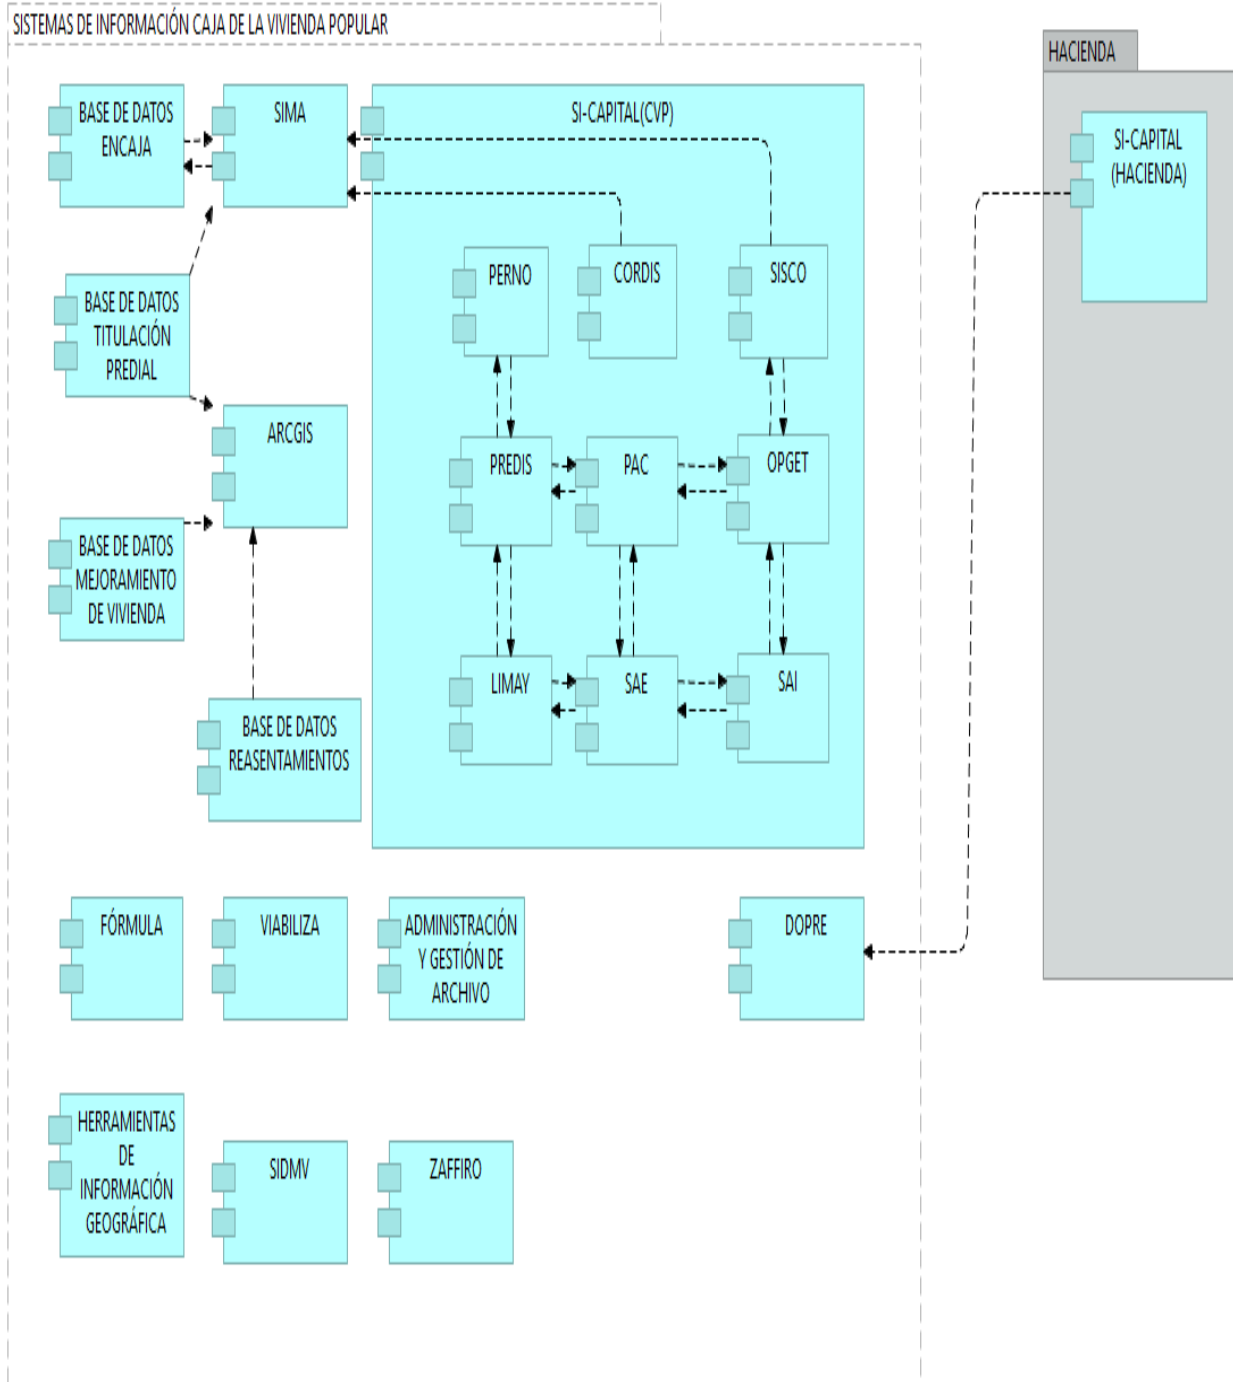 SISTEMAS DE INFORMACIÓN CAJA DE LA VIVIENDA POPULAR
HACIENDA
BASE DE DATOS
ENCAJA
SIMA
SI-CAPITAL(CVP)
SI-CAPITAL
(HACIENDA)
PERNO
CORDIS
SISCO
BASE DE DATOS
TITULACIÓN
PREDIAL
ARCGIS
PREDIS
PAC
OPGET
BASE DE DATOS
MEJORAMIENTO
DE VIVIENDA
LIMAY
SAE
SAI
BASE DE DATOS
REASENTAMIENTOS
FÓRMULA
VIABILIZA
ADMINISTRACIÓN
Y GESTIÓN DE
ARCHIVO
DOPRE
HERRAMIENTAS
DE
INFORMACIÓN
GEOGRÁFICA
SIDMV
ZAFFIRO